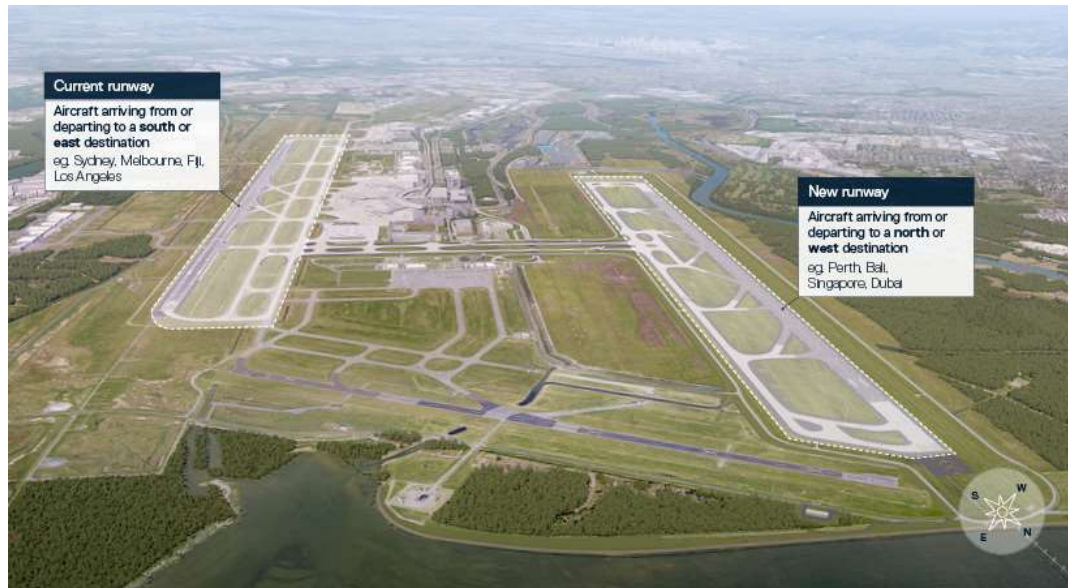 Current runway
Aircraft arriving from or
departing to a south or
east destination
eg. Sydney, Melbourne, Fiji,
Los Angeles
New runway
Aircraft arriving from or
departing to a north or
west destination
eg. Perth, Bali,
Singapore, Dubai
S W
E N